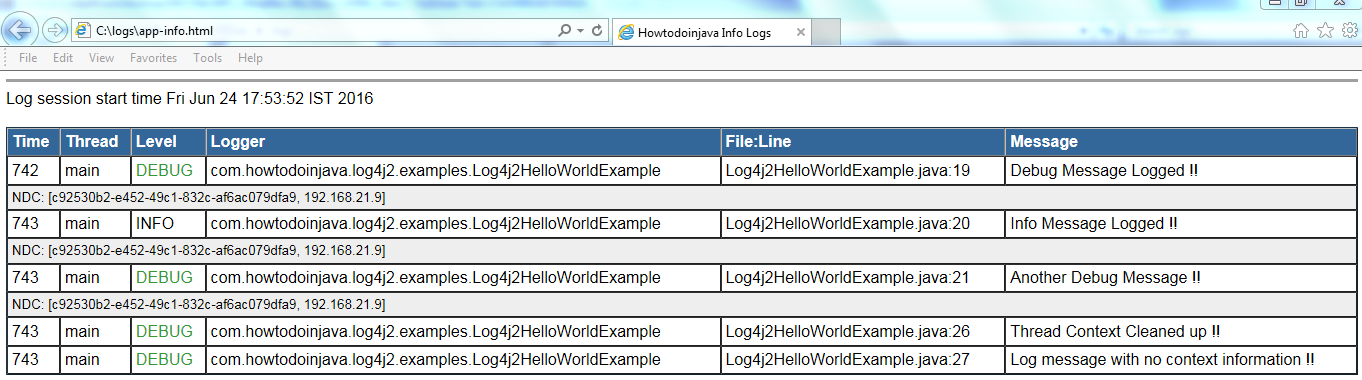 C:\logs\app-info.html
Howtodoinjava Info Logs
File Edit View Favorites Tools Help
Log session start time Fri Jun 24 17:53:52 IST 2016
Time Thread Level Logger File:Line Message
742 main DEBUG com.howtodoinjava.log4j2.examples.Log4j2HelloWorldExample Log4j2HelloWorldExample.java:19 Debug Message Logged !!
NDC: [c92530b2-e452-49c1-832c-af6ac079dfa9, 192.168.21.9]
743 main INFO com.howtodoinjava.log4j2.examples.Log4j2HelloWorldExample Log4j2HelloWorldExample.java:20 Info Message Logged !!
NDC: [c92530b2-e452-49c1-832c-af6ac079dfa9, 192.168.21.9]
743 main DEBUG com.howtodoinjava.log4j2.examples.Log4j2HelloWorldExample Log4j2HelloWorldExample.java:21 Another Debug Message !!
NDC: [c92530b2-e452-49c1-832c-af6ac079dfa9, 192.168.21.9]
743 main DEBUG com.howtodoinjava.log4j2.examples.Log4j2HelloWorldExample Log4j2HelloWorldExample.java:26 Thread Context Cleaned up !!
743 main DEBUG com.howtodoinjava.log4j2.examples.Log4j2HelloWorldExample Log4j2HelloWorldExample.java:27 Log message with no context information !!